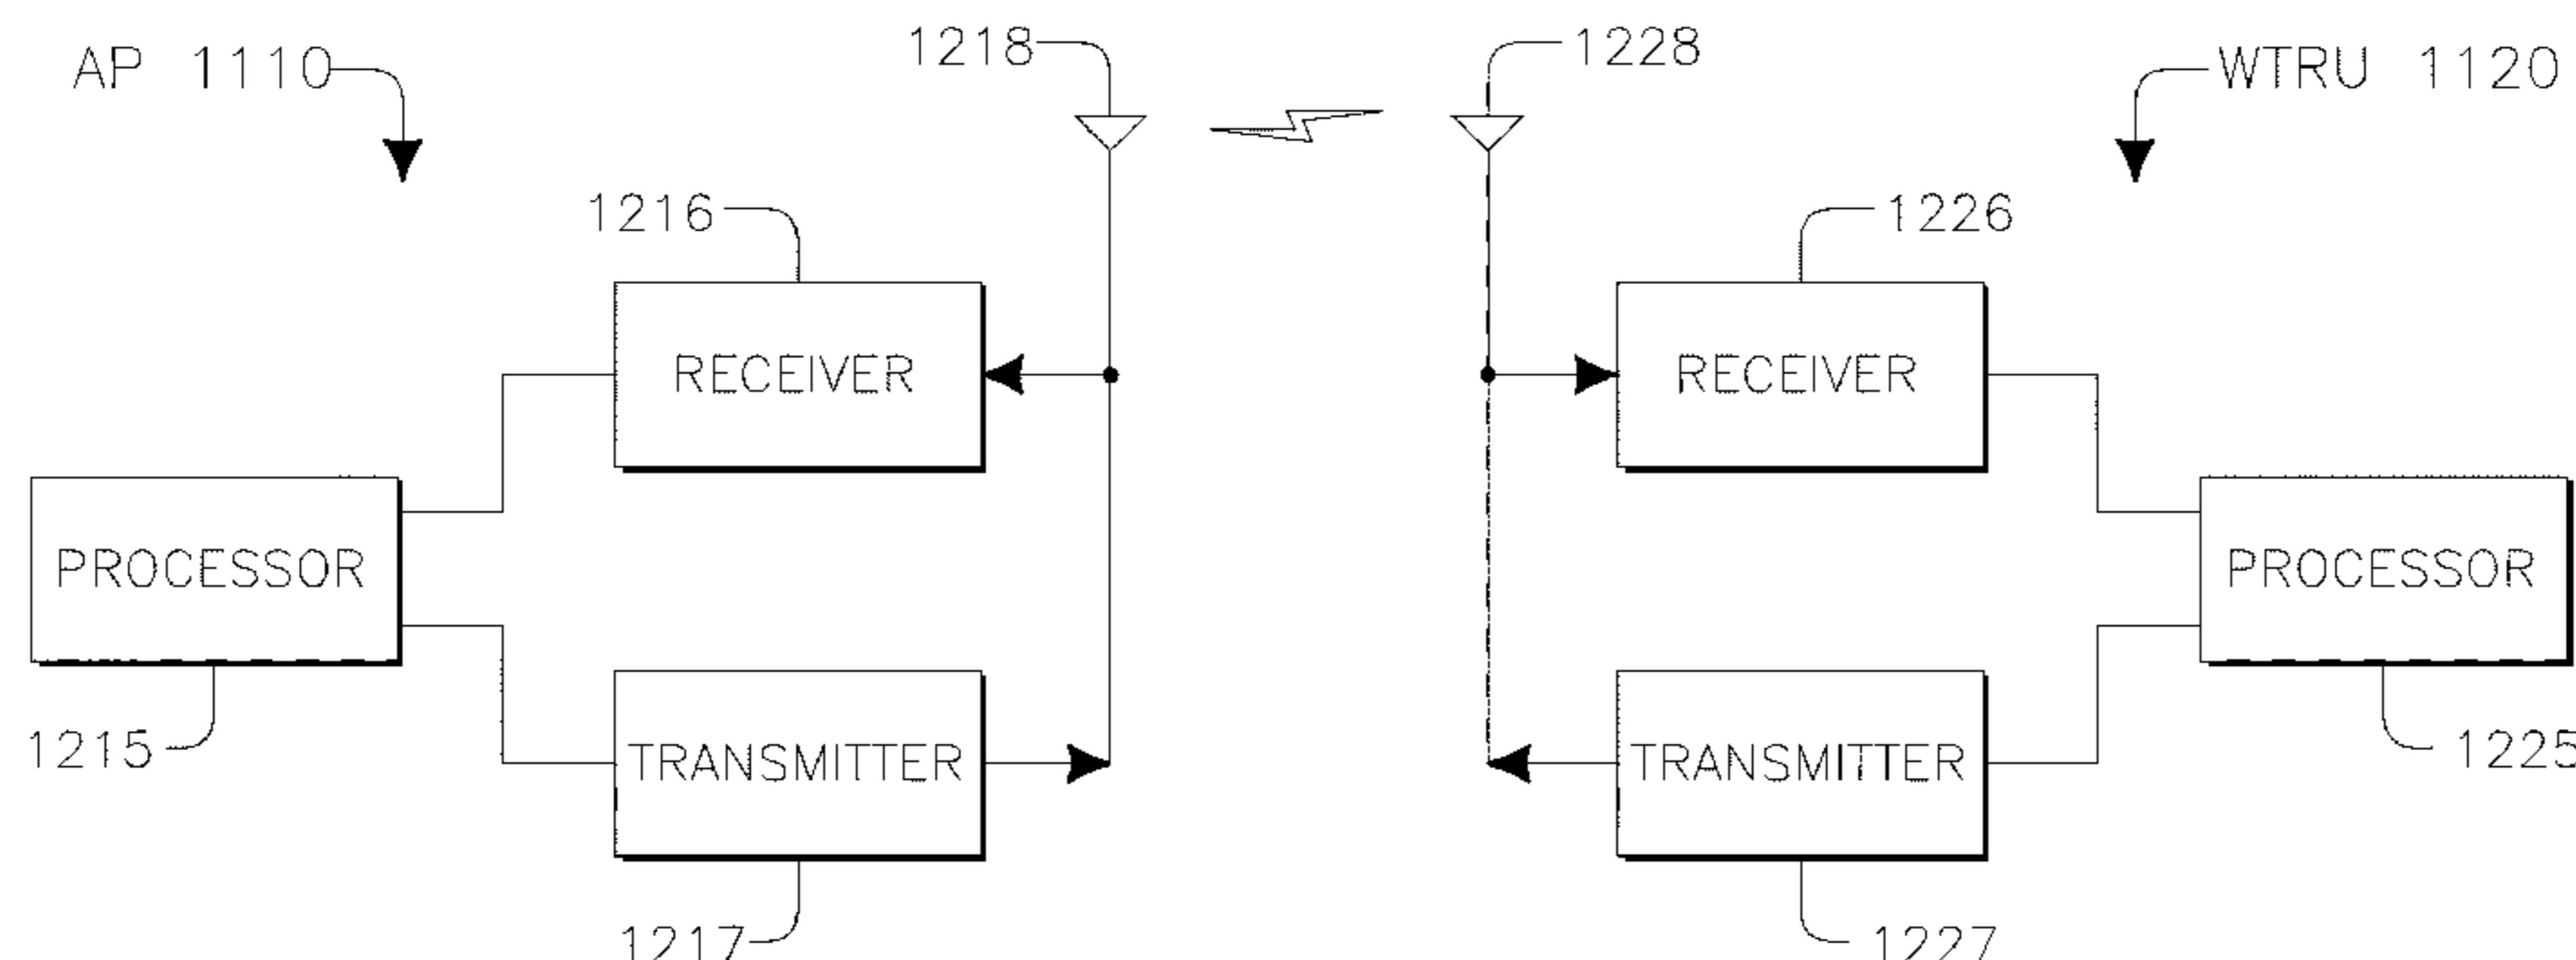 1218 1228
AP 1110 WTRU 1120
1216 1226
RECEIVER RECEIVER
PROCESSOR PROCESSOR
1215 TRANSMITTER TRANSMITTER 1225
1217 1227